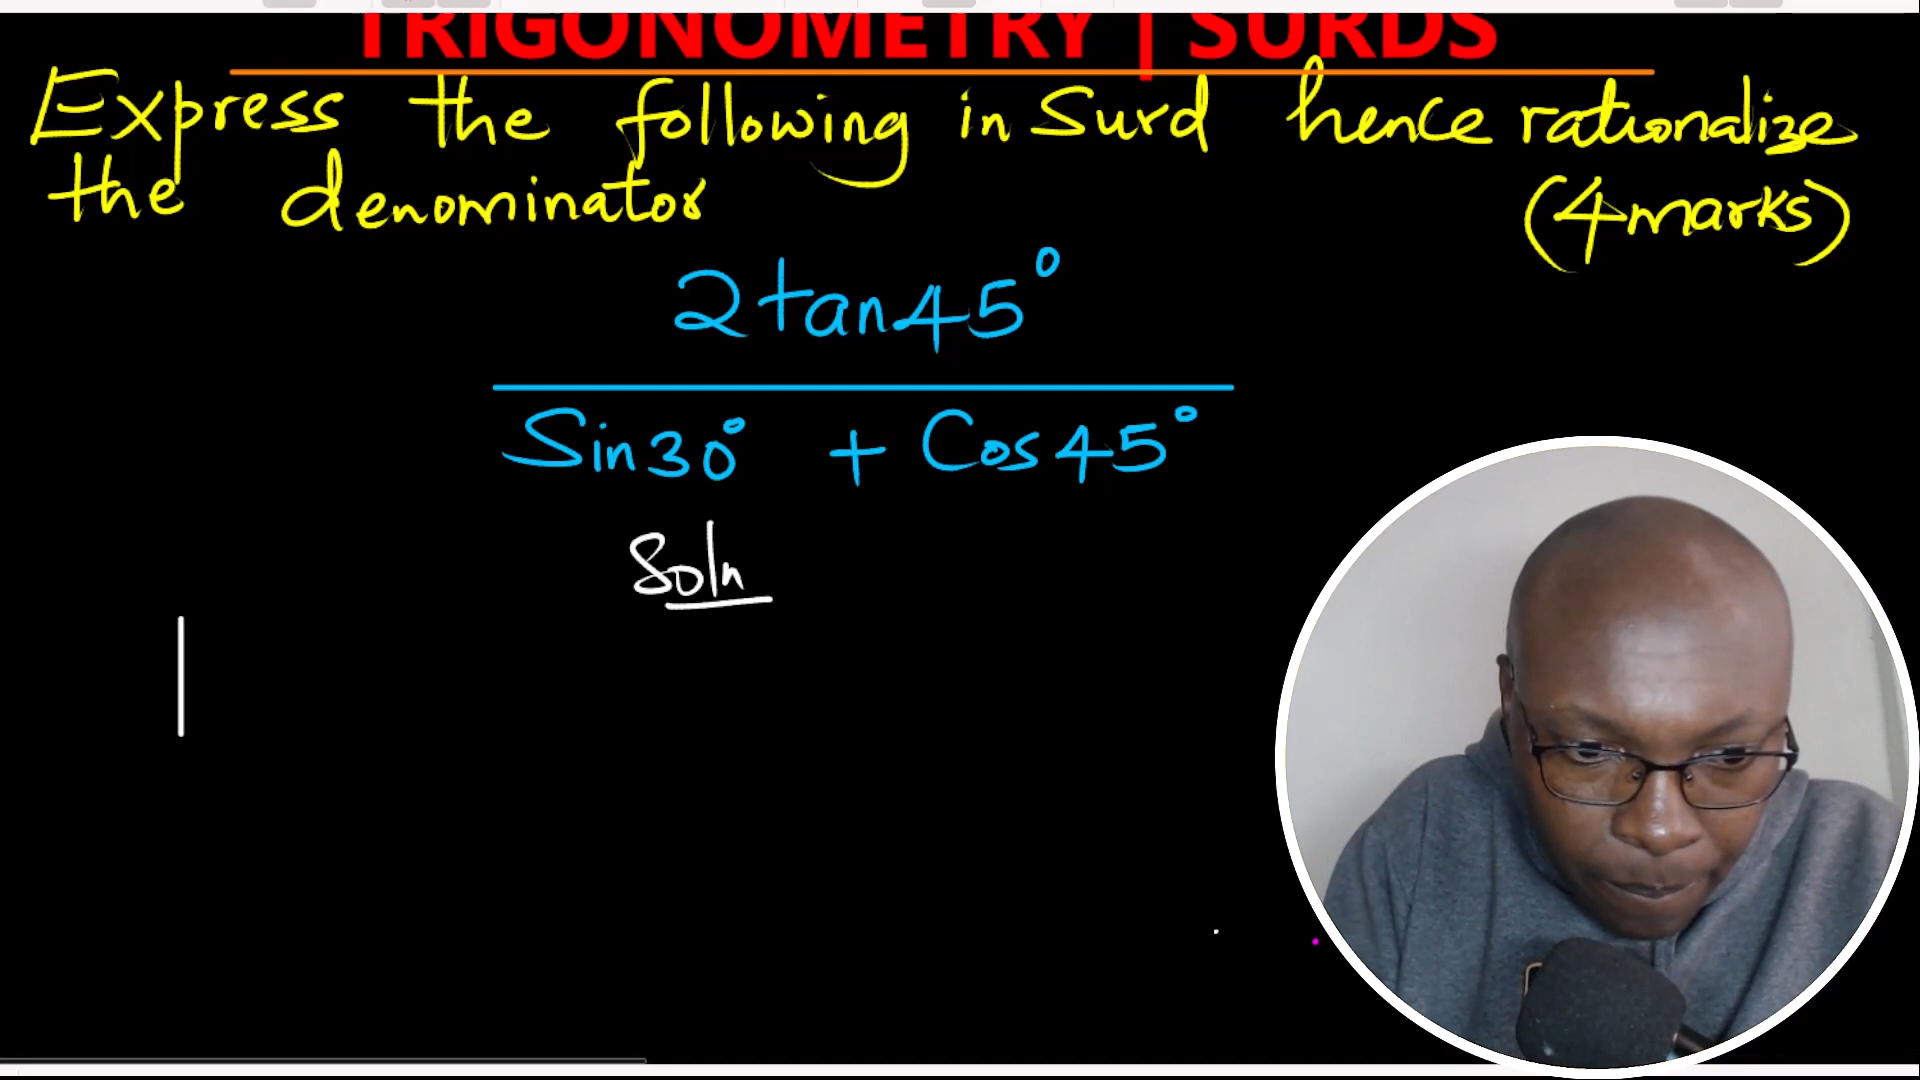 TRIGONOMETRY | SURDS
Express the following in Surd hence rationalize
the denominator (4marks)
2tan45°
Sin30° + Cos45°
Soln